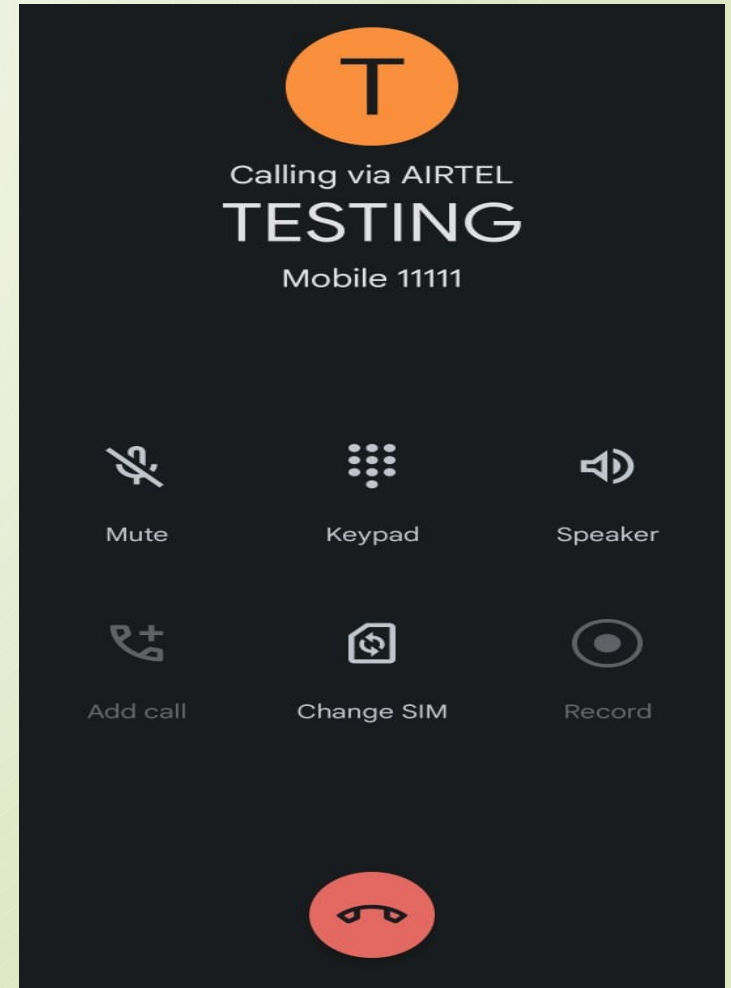 T
Calling via AIRTEL
TESTING
Mobile 11111
Mute Keypad Speaker
Add call Change SIM Record